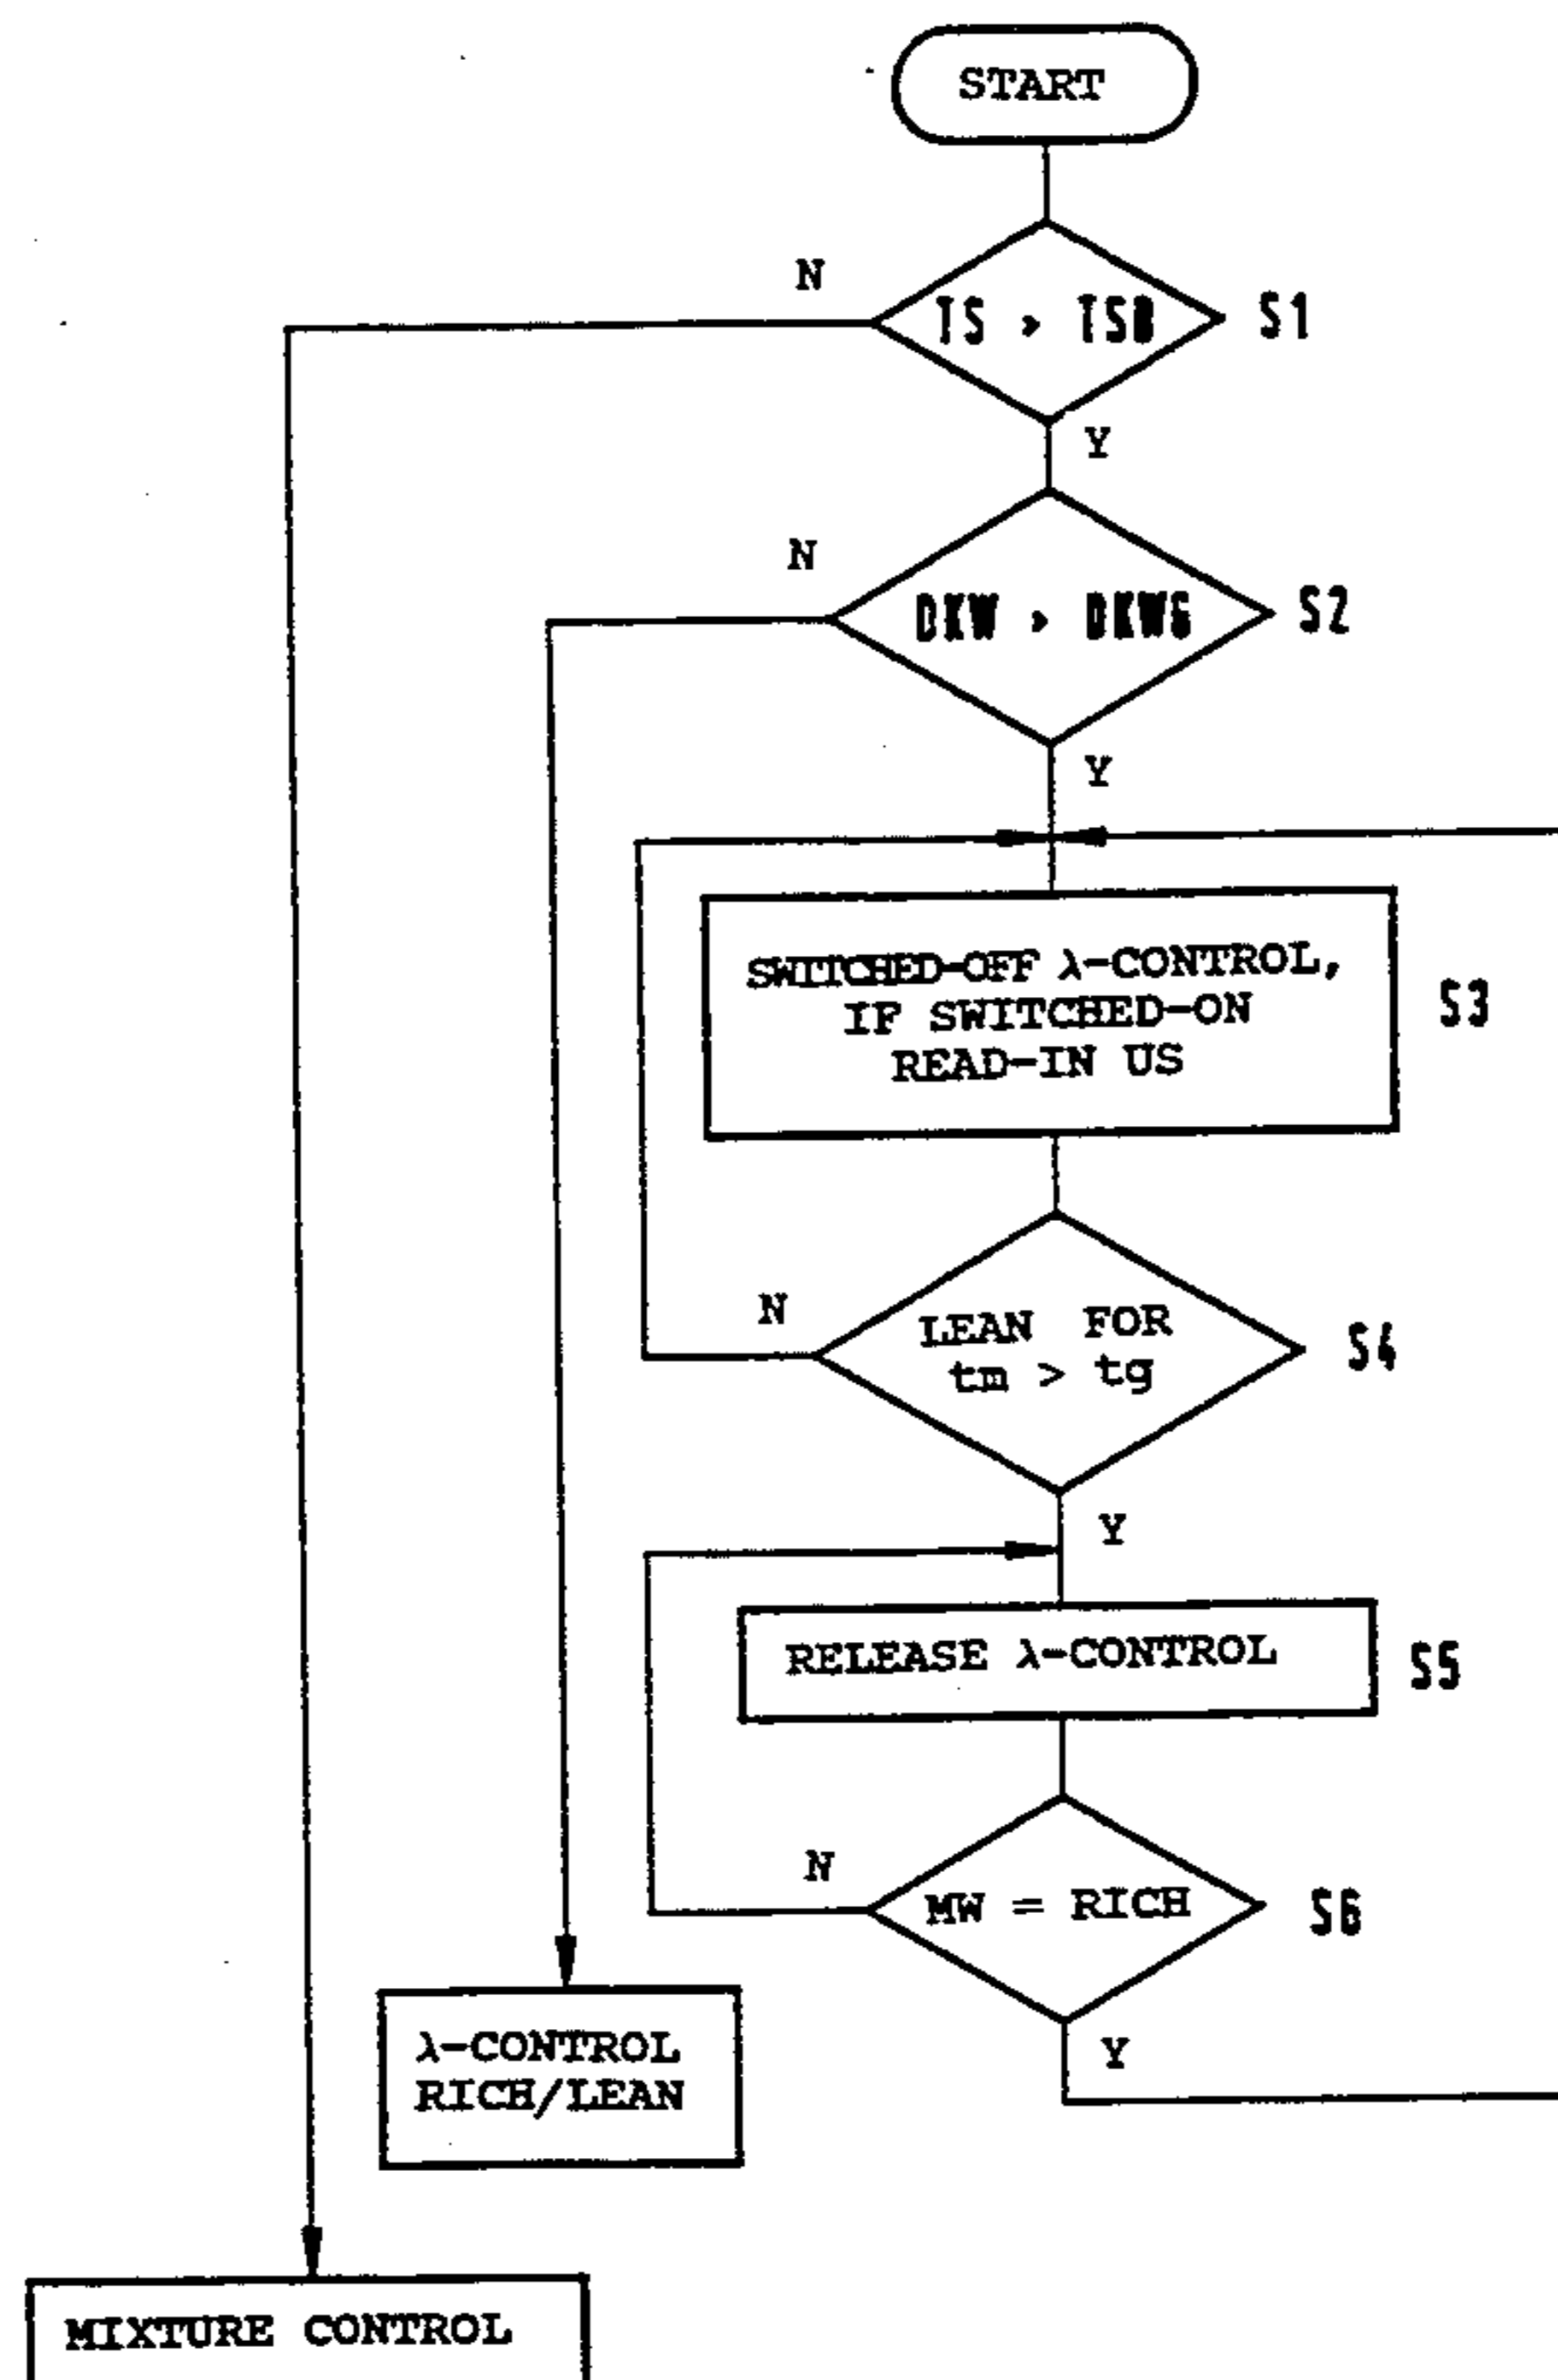 START
N
TS > TSB
S1
Y
N
DKW > DKWG
S2
Y
SWITCHED-OFF λ-CONTROL,
IF SWITCHED-ON
READ-IN US
S3
N
LEAN FOR
tm > tg
S4
Y
RELEASE λ-CONTROL
S5
N
MW = RICH
S6
Y
λ-CONTROL
RICH/LEAN
MIXTURE CONTROL